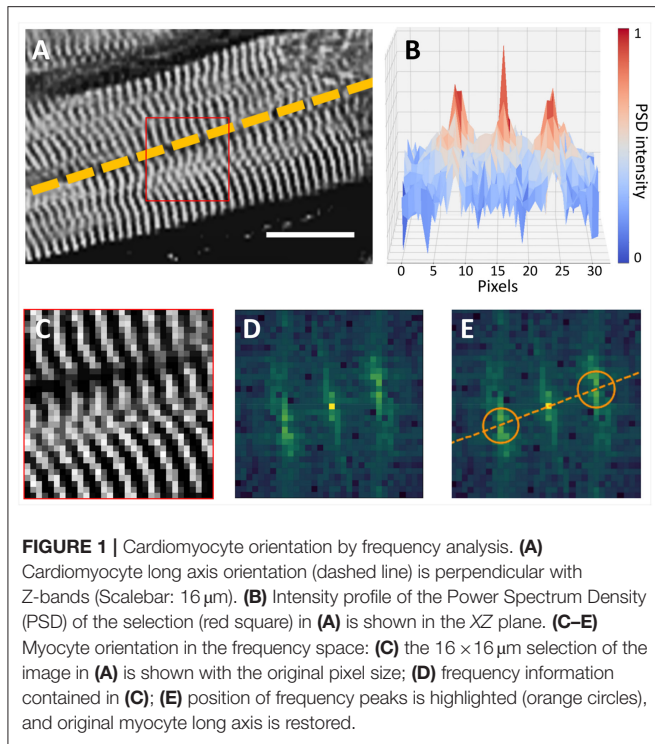 A
B
1
PSD intensity
0
0 5 10 15 20 25 30
Pixels
C
D
E
FIGURE 1 | Cardiomyocyte orientation by frequency analysis. (A)
Cardiomyocyte long axis orientation (dashed line) is perpendicular with
Z-bands (Scalebar: 16 μm). (B) Intensity profile of the Power Spectrum Density
(PSD) of the selection (red square) in (A) is shown in the XZ plane. (C–E)
Myocyte orientation in the frequency space: (C) the 16 × 16 μm selection of the
image in (A) is shown with the original pixel size; (D) frequency information
contained in (C); (E) position of frequency peaks is highlighted (orange circles),
and original myocyte long axis is restored.